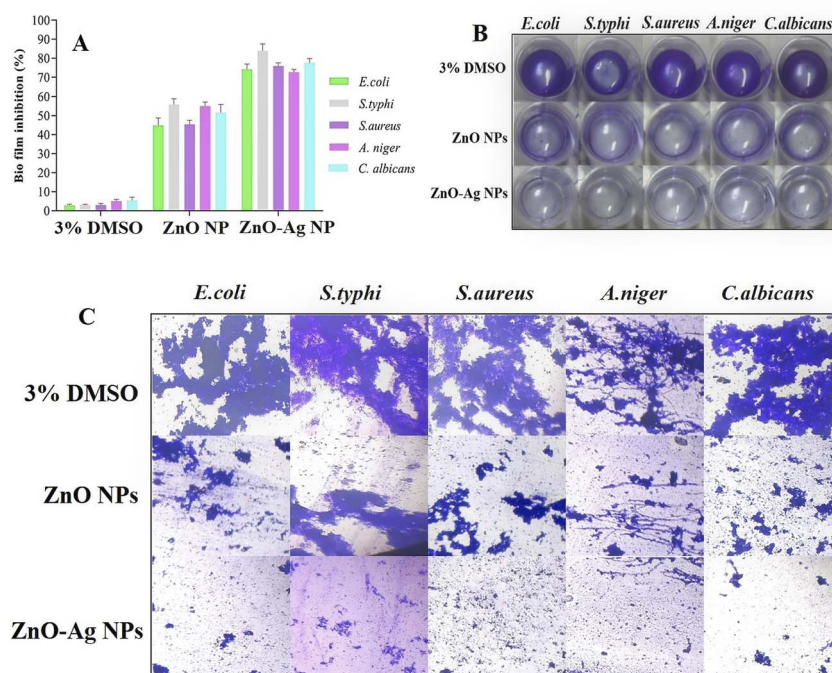 A
Bio film inhibition (%)
100
90
80
70
60
50
40
30
20
10
0
3% DMSO ZnO NP ZnO-Ag NP
E.coli
S.typhi
S.aureus
A. niger
C. albicans
B
E.coli S.typhi S.aureus A.niger C.albicans
3% DMSO
ZnO NPs
ZnO-Ag NPs
C
E.coli S.typhi S.aureus A.niger C.albicans
3% DMSO
ZnO NPs
ZnO-Ag NPs